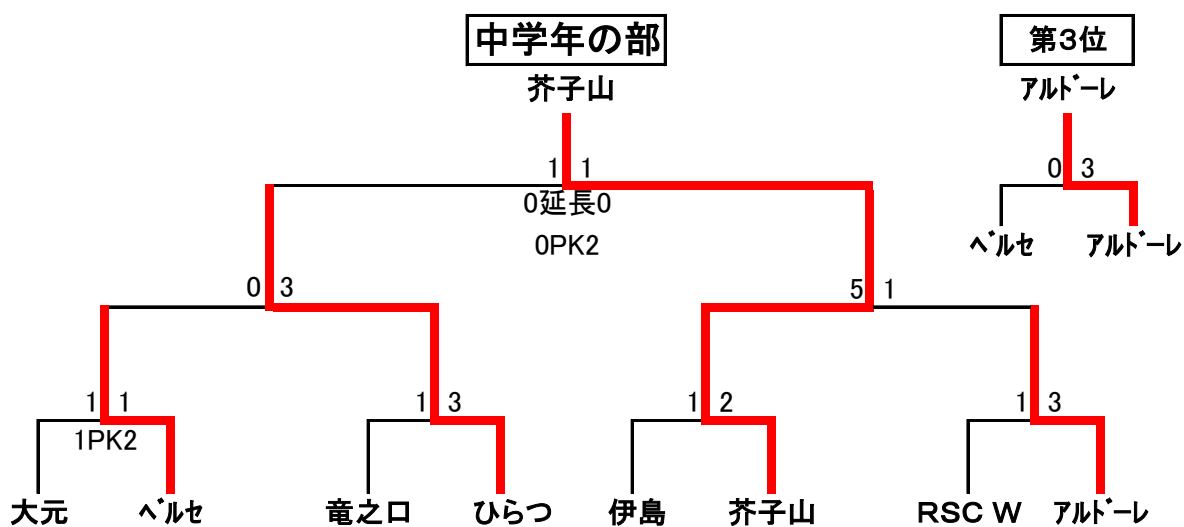 中学年の部
第3位
芥子山
ｱﾙﾄﾞｰﾚ
1 1
0 3
0延長0
0PK2
ﾍﾞﾙｾ
ｱﾙﾄﾞｰﾚ
0 3
5 1
1 1
1 3
1 2
1 3
1PK2
大元
ﾍﾞﾙｾ
竜之口
ひらつ
伊島
芥子山
RSC W
ｱﾙﾄﾞｰﾚ